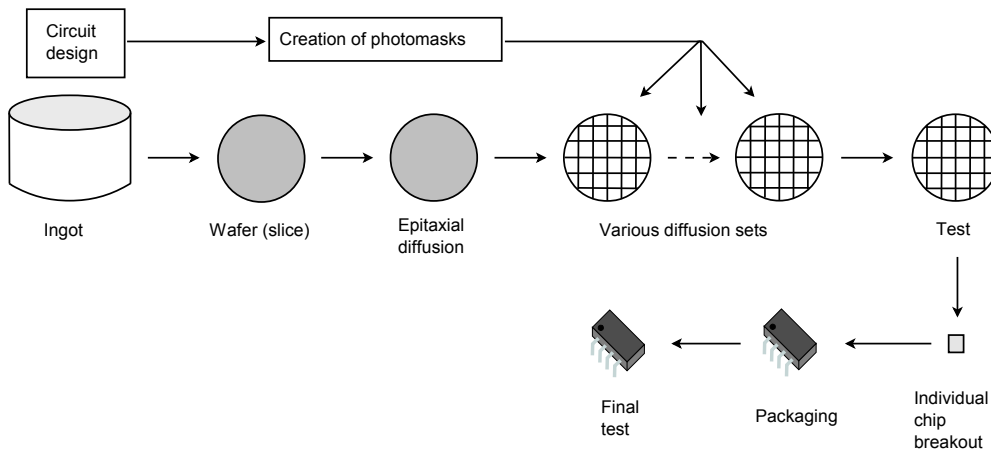 Circuit
design
Creation of photomasks
Ingot
Wafer (slice)
Epitaxial
diffusion
Various diffusion sets
Test
Final
test
Packaging
Individual
chip
breakout